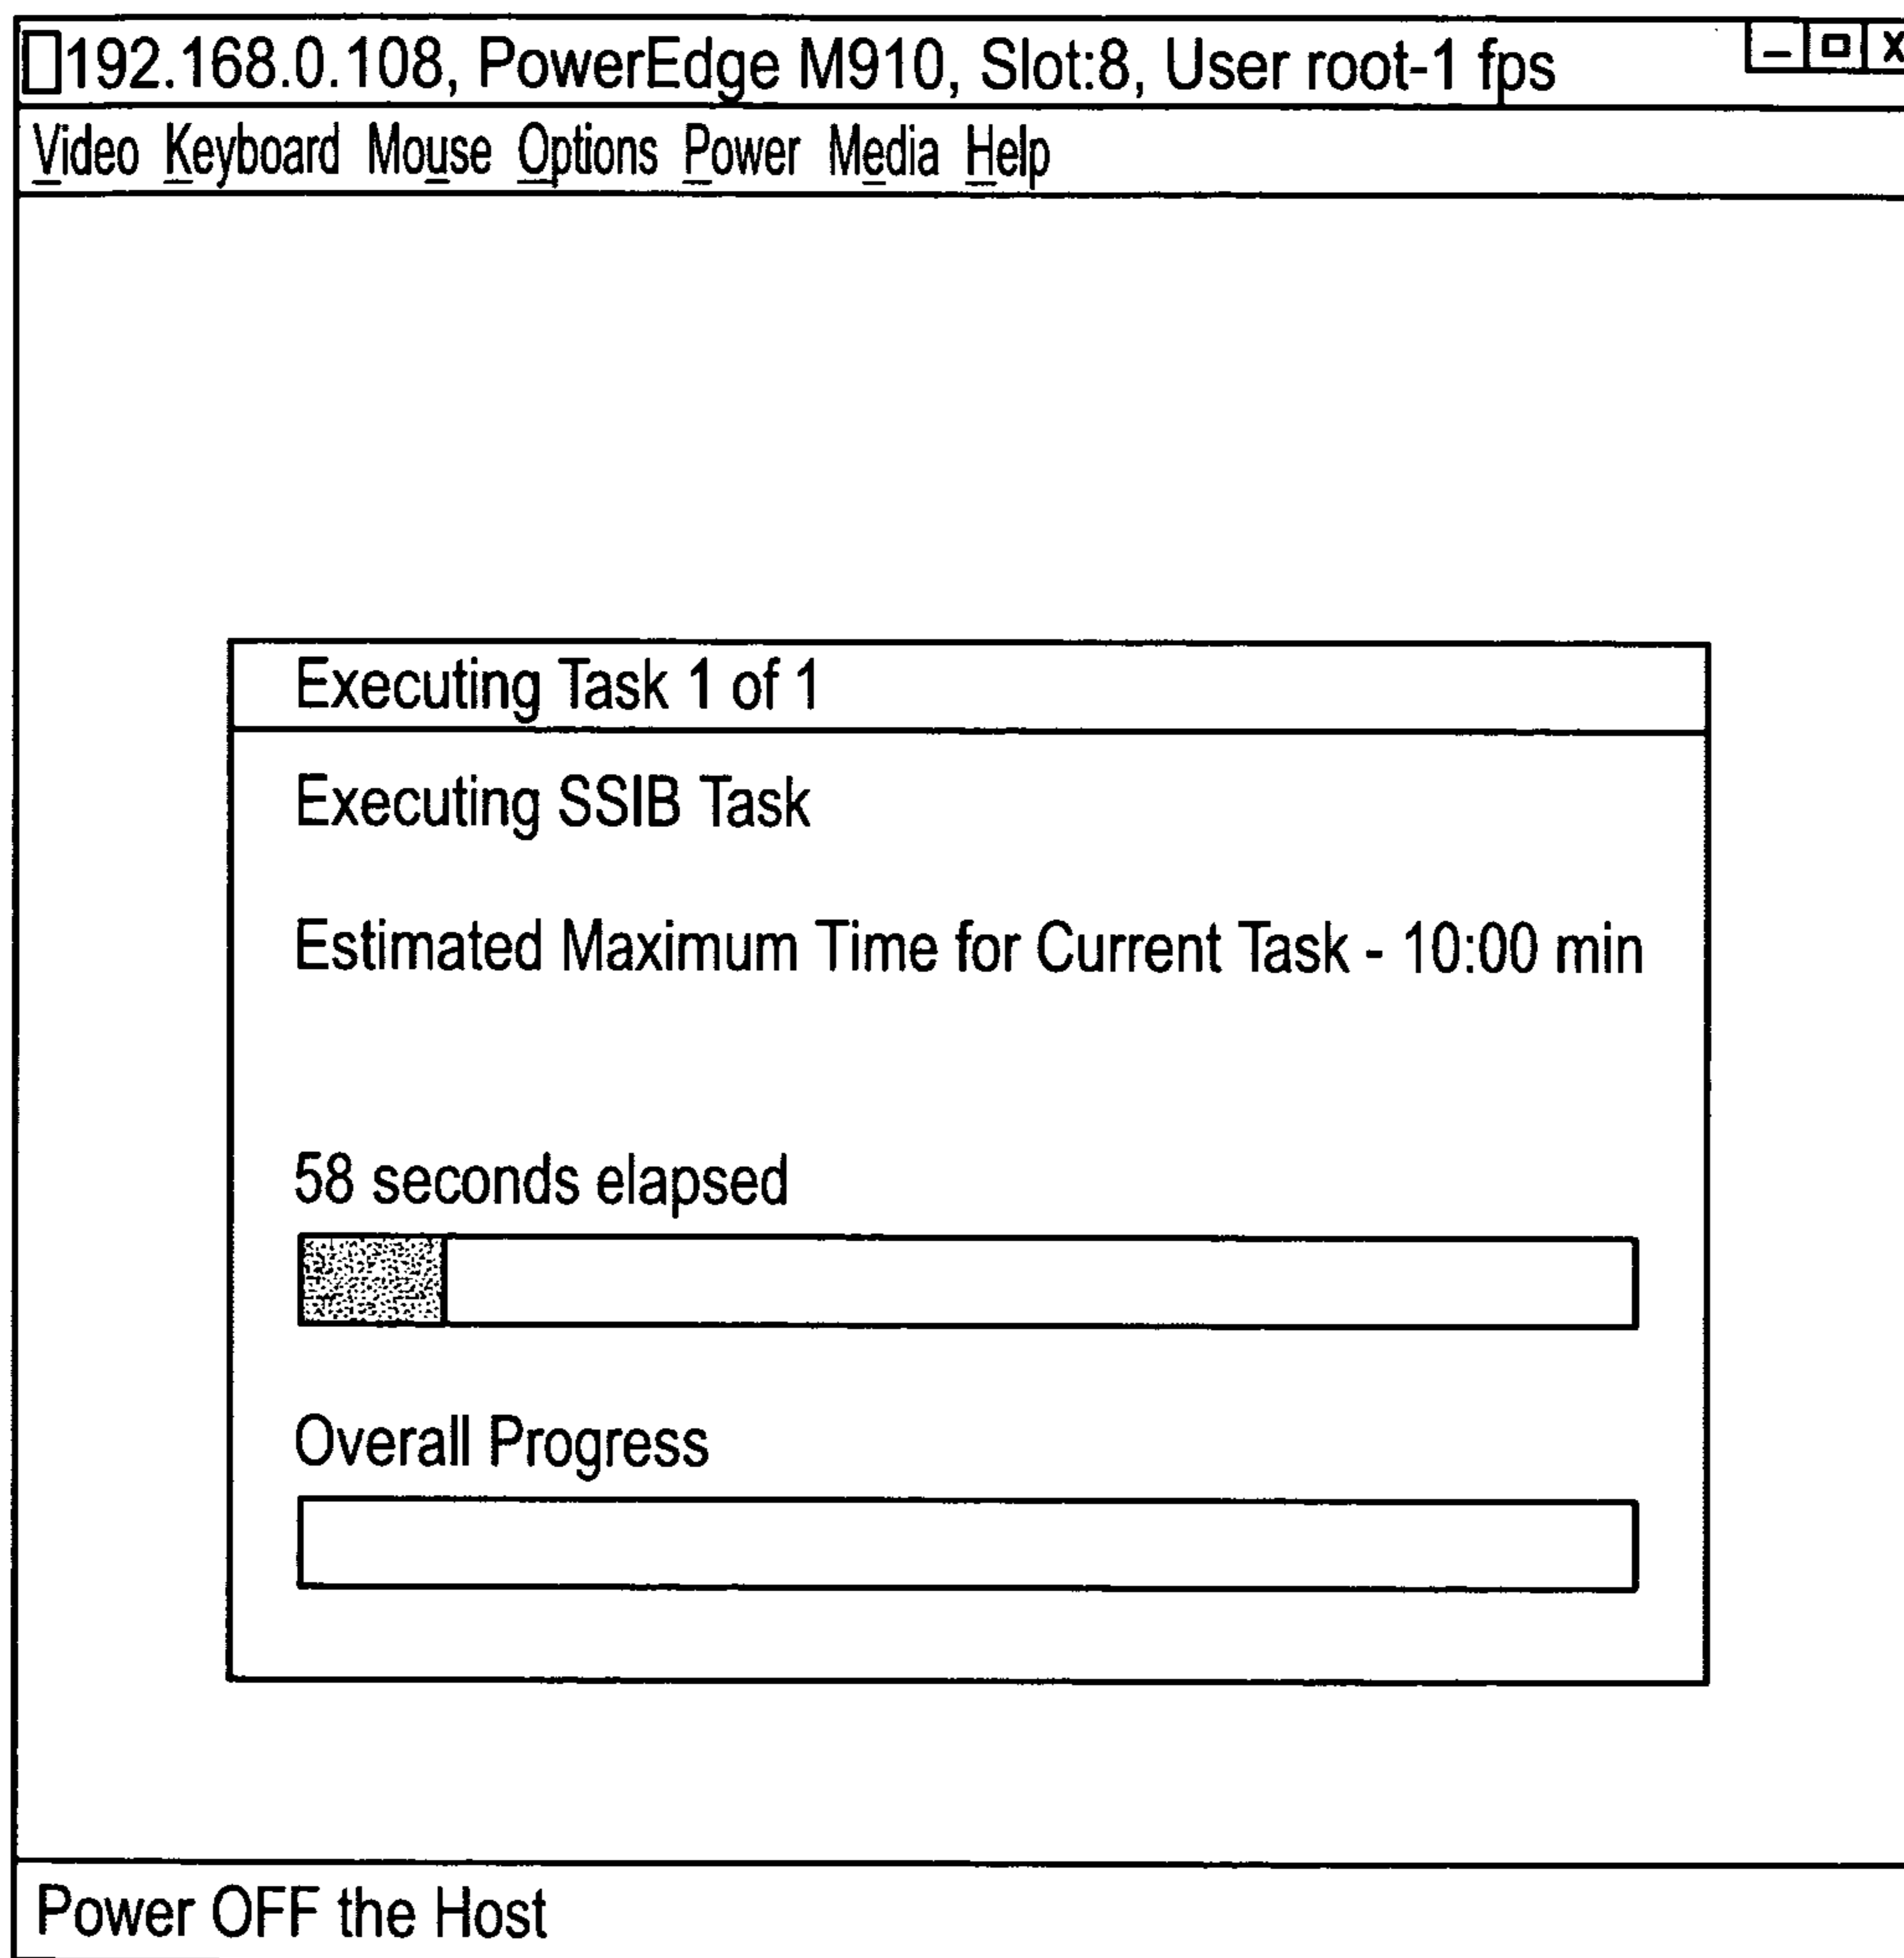 192.168.0.108, PowerEdge M910, Slot:8, User root-1 fps
Video Keyboard Mouse Options Power Media Help
Executing Task 1 of 1
Executing SSIB Task
Estimated Maximum Time for Current Task - 10:00 min
58 seconds elapsed
Overall Progress
Power OFF the Host